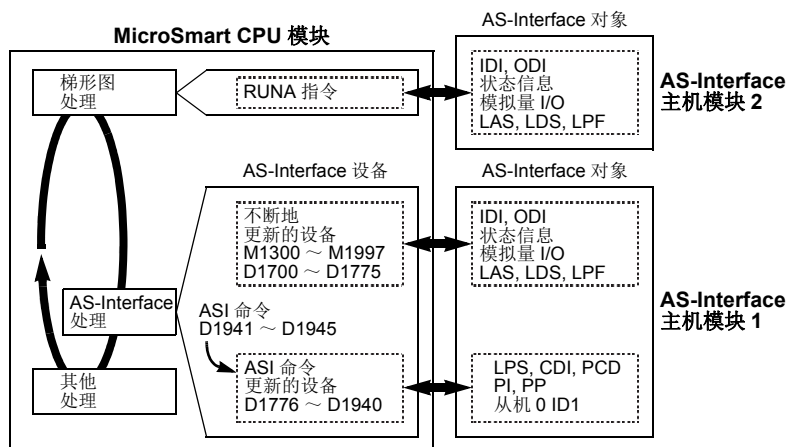 MicroSmart CPU 模块
AS-Interface 对象
梯形图
处理
RUNA 指令
IDI, ODI
状态信息
模拟量 I/O
LAS, LDS, LPF
AS-Interface
主机模块 2
AS-Interface 设备
AS-Interface 对象
不断地
更新的设备
M1300 ～ M1997
D1700 ～ D1775
IDI, ODI
状态信息
模拟量 I/O
LAS, LDS, LPF
AS-Interface
处理
ASI 命令
D1941 ～ D1945
AS-Interface
主机模块 1
其他
处理
ASI 命令
更新的设备
D1776 ～ D1940
LPS, CDI, PCD
PI, PP
从机 0 ID1